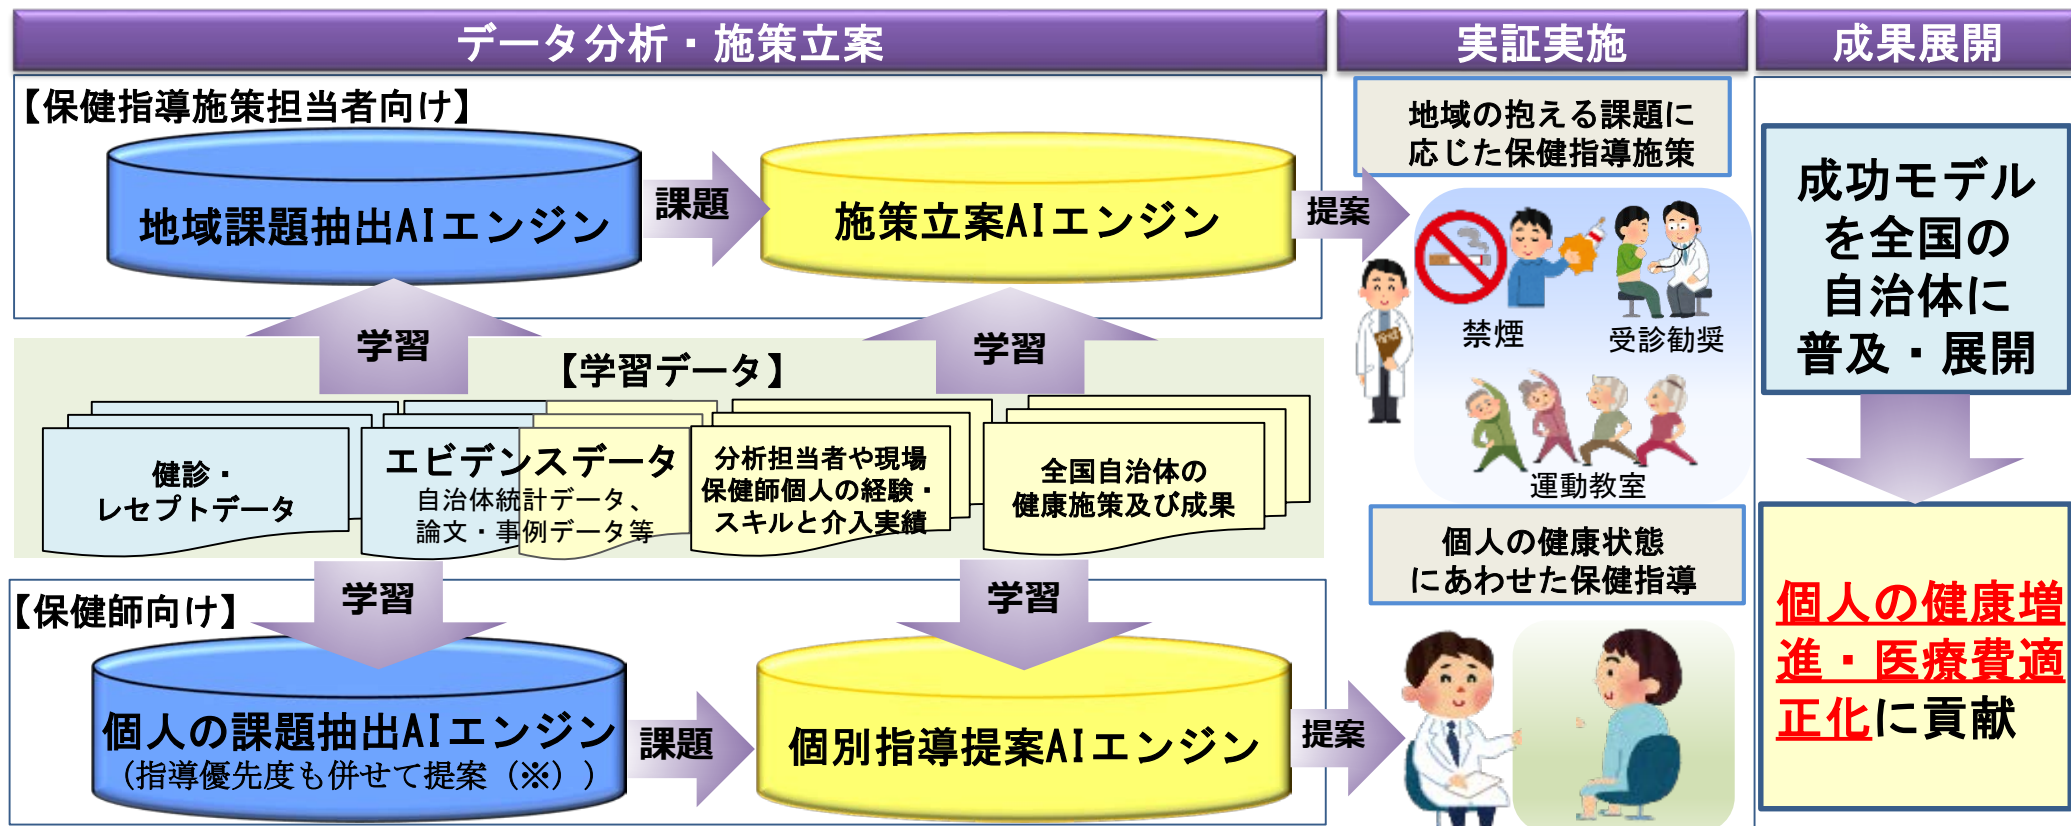 データ分析・施策立案
実証実施
成果展開
【保健指導施策担当者向け】
地域課題抽出AIエンジン
課題
施策立案AIエンジン
提案
学習
学習
【学習データ】
健診・
レセプトデータ
エビデンスデータ
自治体統計データ、
論文・事例データ等
分析担当者や現場
保健師個人の経験・
スキルと介入実績
全国自治体の
健康施策及び成果
学習
学習
【保健師向け】
個人の課題抽出AIエンジン
（指導優先度も併せて提案（※））
課題
個別指導提案AIエンジン
提案
地域の抱える課題に
応じた保健指導施策
禁煙
受診勧奨
運動教室
個人の健康状態
にあわせた保健指導
成功モデル
を全国の
自治体に
普及・展開
個人の健康増
進・医療費適
正化に貢献